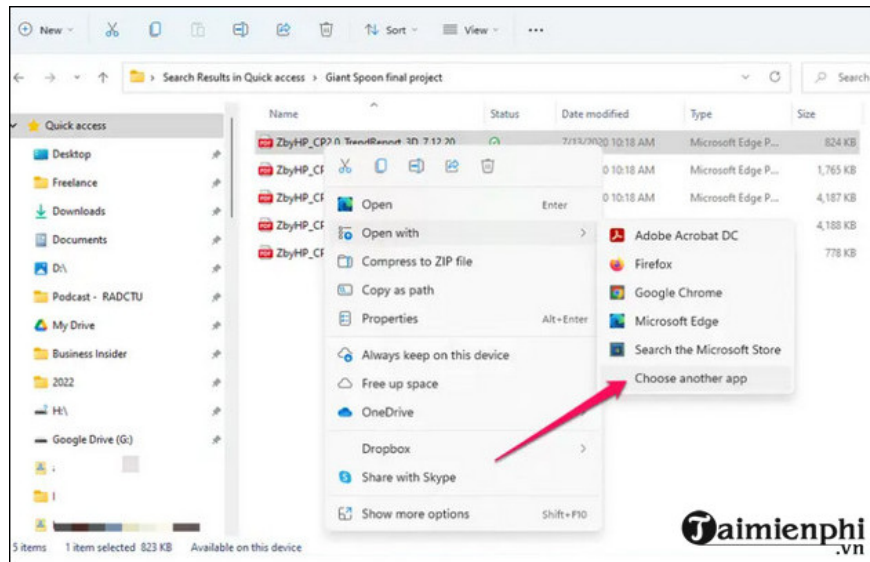 New
Sort
View
Search Results in Quick access > Giant Spoon final project
Search
Name Status Date modified Type Size
Quick access
Desktop
Freelance
Downloads
Documents
D:\
Podcast - RADCTU
My Drive
Business Insider
2022
H:\
Google Drive (G:)
ZbyHP_CP2.0_TrendReport_3D_7.12.20 7/13/2020 10:18 AM Microsoft Edge P... 824 KB
ZbyHP_CF 0 10:18 AM Microsoft Edge P... 1,765 KB
ZbyHP_CF 0 10:18 AM Microsoft Edge P... 4,187 KB
ZbyHP_CF 4,188 KB
ZbyHP_CF 778 KB
Open Enter
Open with
Compress to ZIP file
Copy as path
Properties Alt+Enter
Always keep on this device
Free up space
OneDrive
Dropbox
Share with Skype
Show more options Shift+F10
Adobe Acrobat DC
Firefox
Google Chrome
Microsoft Edge
Search the Microsoft Store
Choose another app
5 items 1 item selected 823 KB Available on this device
Taimienphi
.vn